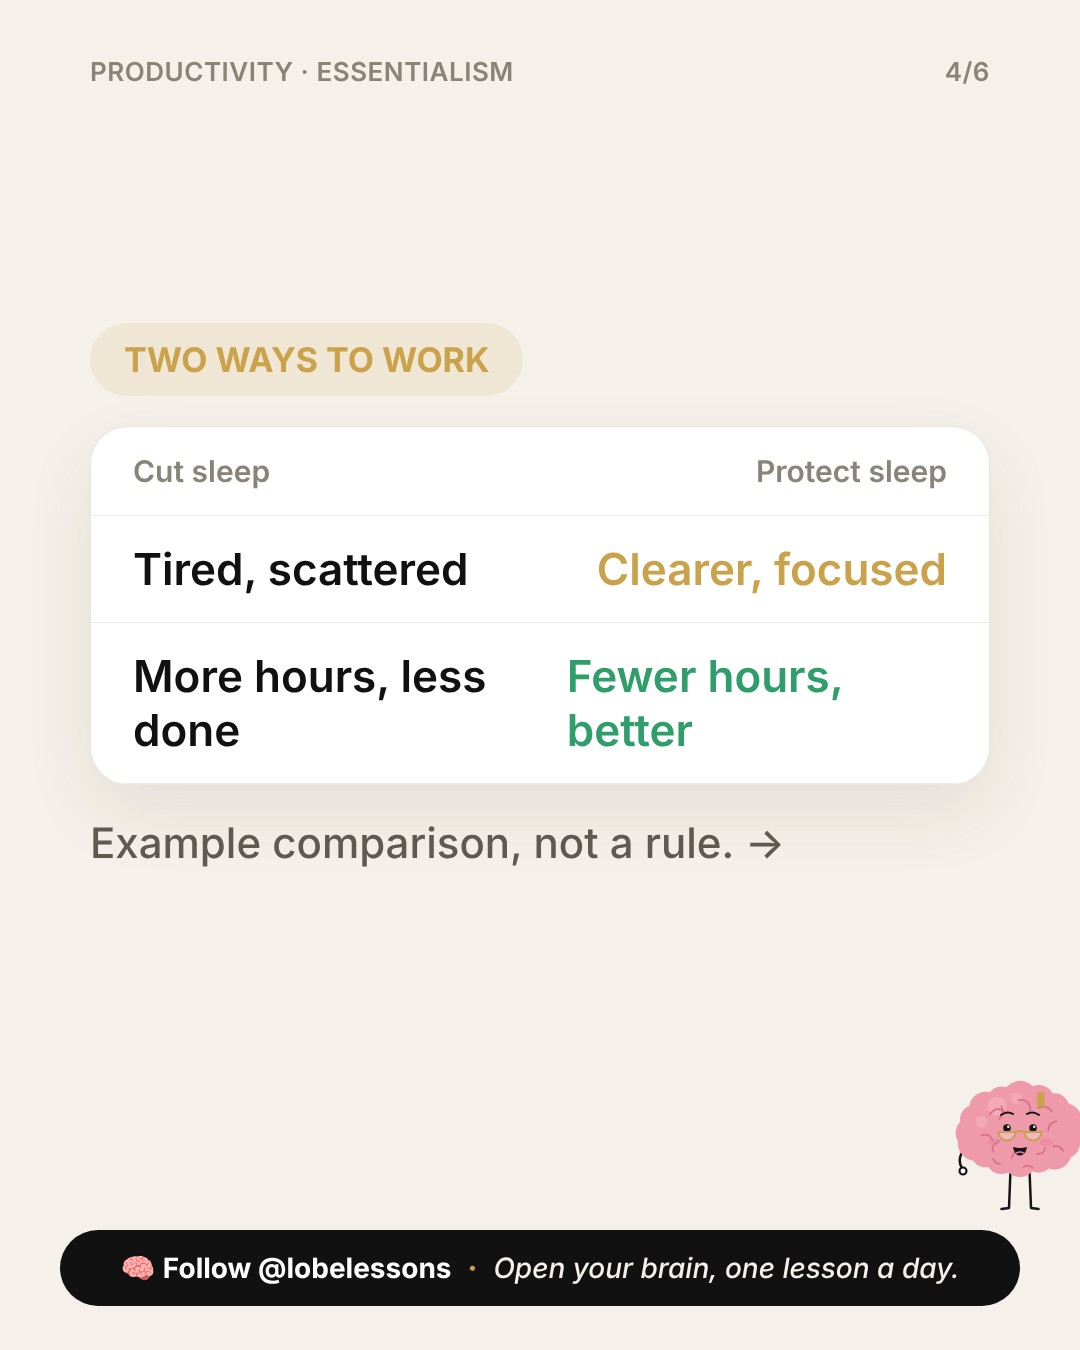 PRODUCTIVITY · ESSENTIALISM
4/6
TWO WAYS TO WORK
Cut sleep
Protect sleep
Tired, scattered
Clearer, focused
More hours, less
done
Fewer hours,
better
Example comparison, not a rule. →
🧠 Follow @lobelessons · Open your brain, one lesson a day.